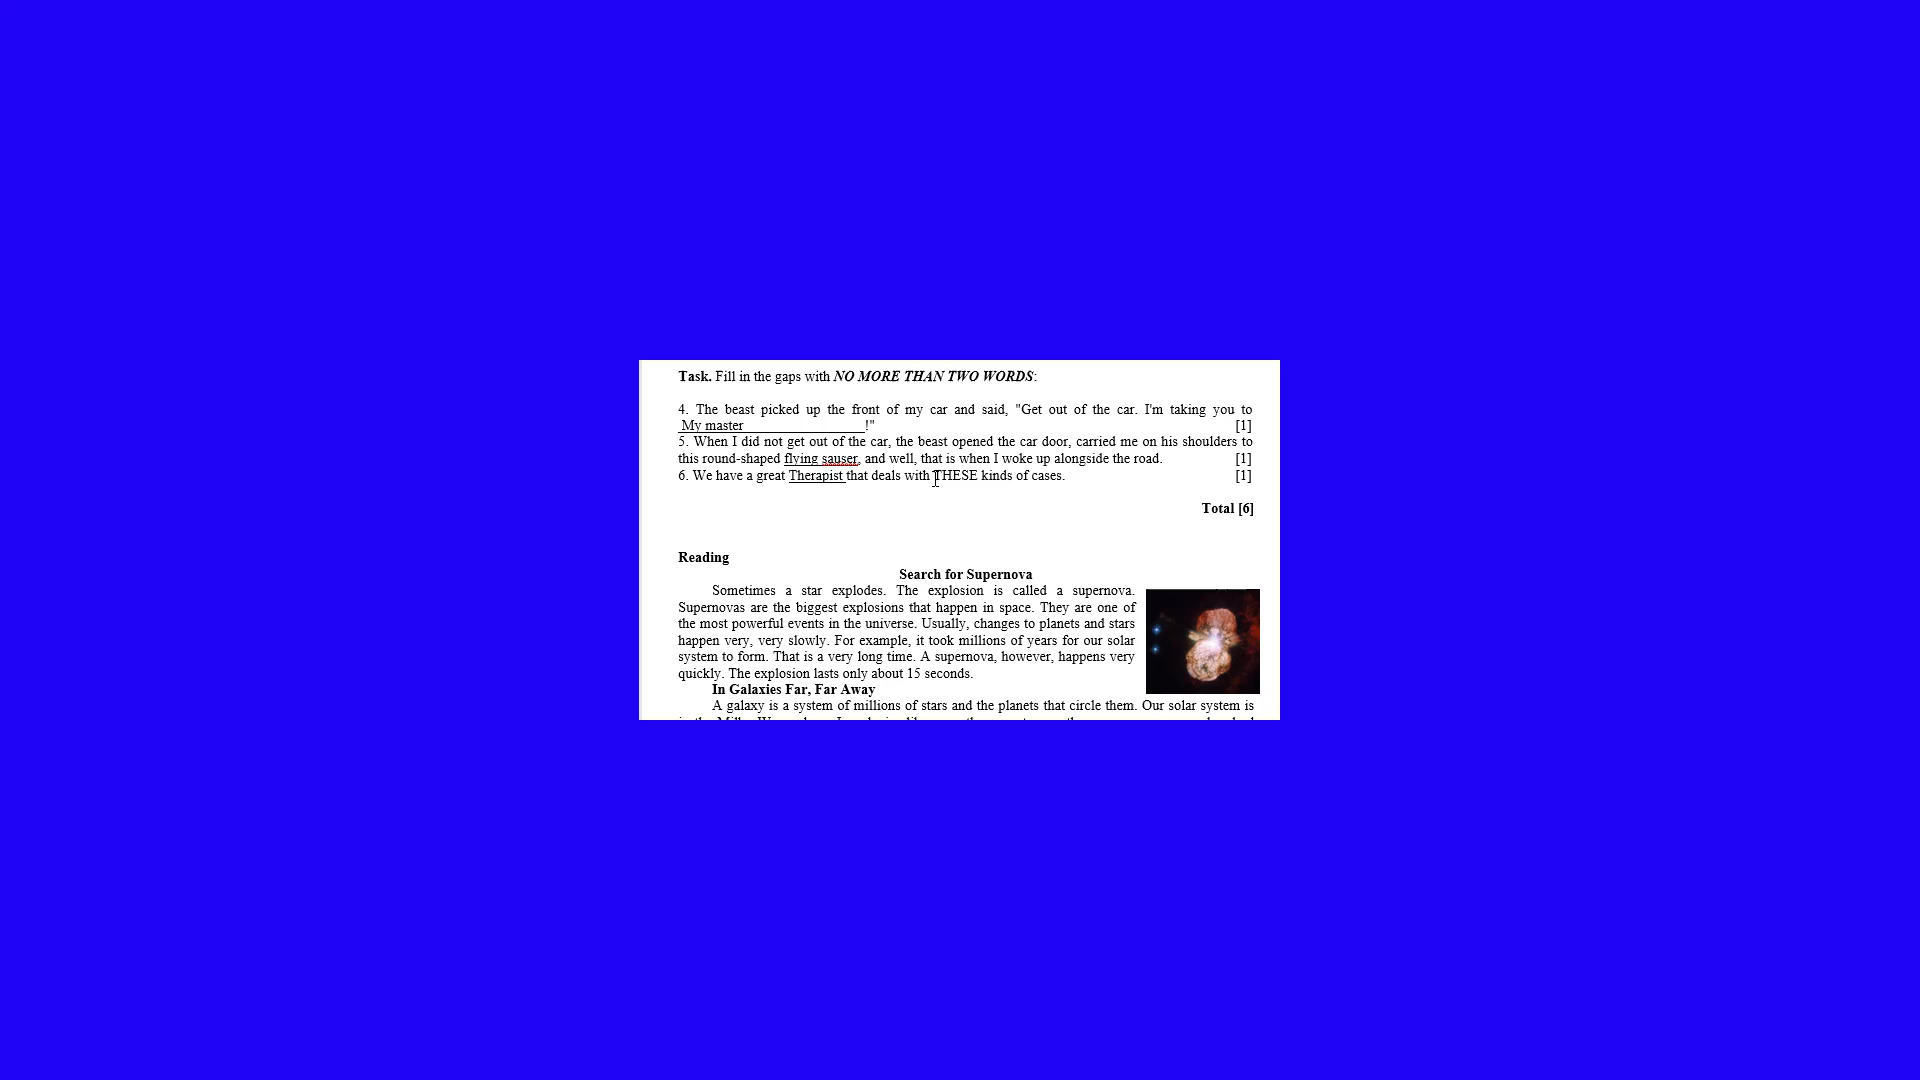 Task. Fill in the gaps with NO MORE THAN TWO WORDS:
4. The beast picked up the front of my car and said, "Get out of the car. I'm taking you to
My master__________________!" [1]
5. When I did not get out of the car, the beast opened the car door, carried me on his shoulders to
this round-shaped flying sauser, and well, that is when I woke up alongside the road. [1]
6. We have a great Therapist that deals with THESE kinds of cases. [1]
Total [6]
Reading
Search for Supernova
Sometimes a star explodes. The explosion is called a supernova.
Supernovas are the biggest explosions that happen in space. They are one of
the most powerful events in the universe. Usually, changes to planets and stars
happen very, very slowly. For example, it took millions of years for our solar
system to form. That is a very long time. A supernova, however, happens very
quickly. The explosion lasts only about 15 seconds.
In Galaxies Far, Far Away
A galaxy is a system of millions of stars and the planets that circle them. Our solar system is